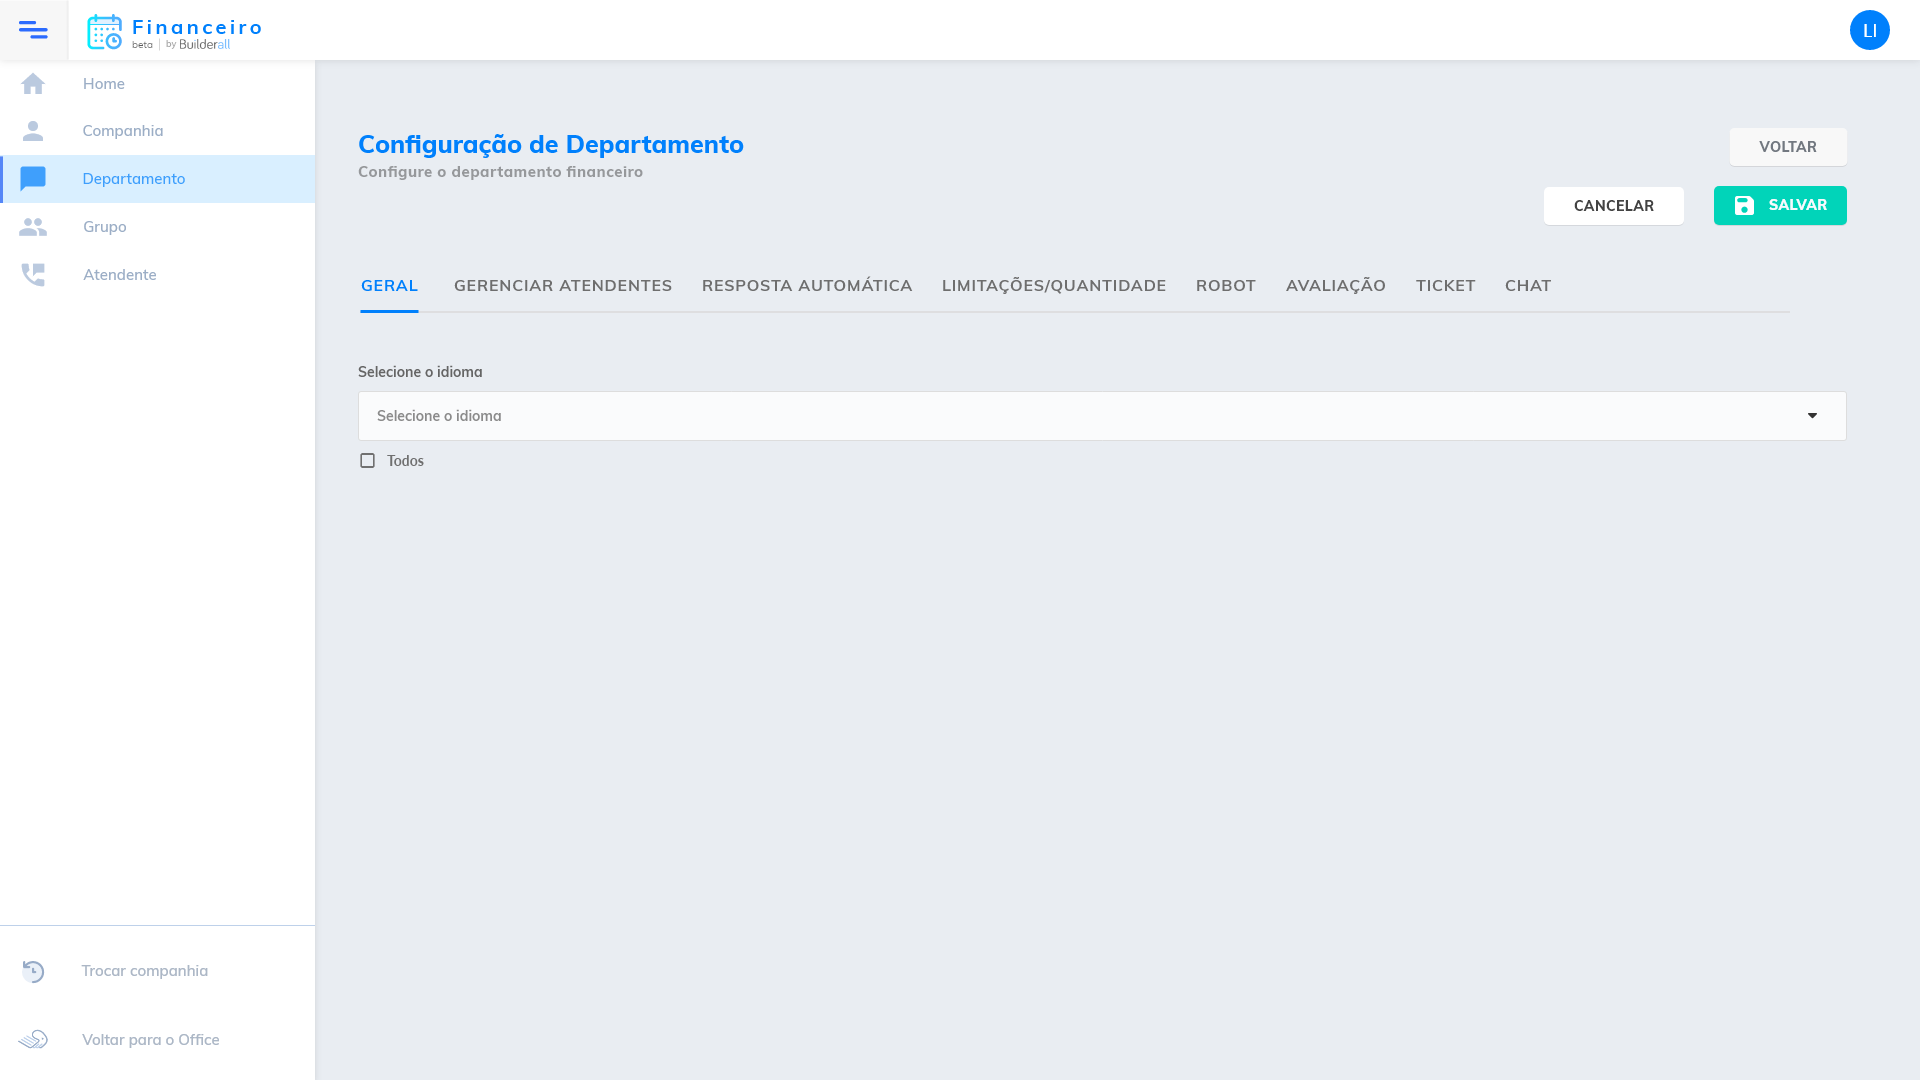 Financeiro
beta | by Builderall
LI
Home
Companhia
Departamento
Grupo
Atendente
Trocar companhia
Voltar para o Office
Configuração de Departamento
Configure o departamento financeiro
VOLTAR
CANCELAR
SALVAR
GERAL GERENCIAR ATENDENTES RESPOSTA AUTOMÁTICA LIMITAÇÕES/QUANTIDADE ROBOT AVALIAÇÃO TICKET CHAT
Selecione o idioma
Selecione o idioma
Todos